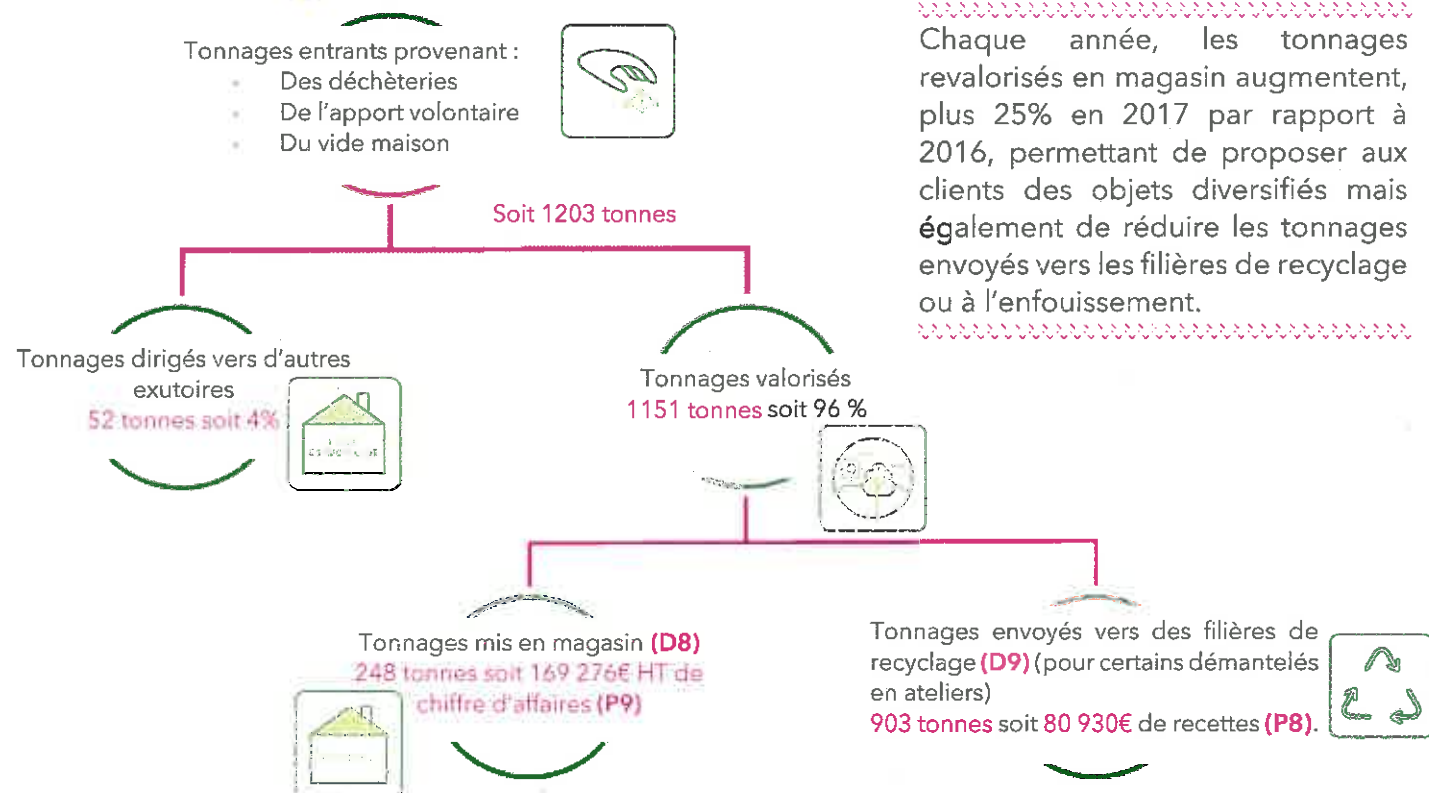 Tonnages entrants provenant :
Des déchèteries
De l'apport volontaire
Du vide maison
Chaque année, les tonnages
revalorisés en magasin augmentent,
plus 25% en 2017 par rapport à
2016, permettant de proposer aux
clients des objets diversifiés mais
également de réduire les tonnages
envoyés vers les filières de recyclage
ou à l'enfouissement.
Soit 1203 tonnes
Tonnages dirigés vers d'autres
exutoires
52 tonnes soit 4%
Tonnages valorisés
1151 tonnes soit 96 %
Tonnages mis en magasin (D8)
248 tonnes soit 169 276€ HT de
chiffre d'affaires (P9)
Tonnages envoyés vers des filières de
recyclage (D9) (pour certains démantelés
en ateliers)
903 tonnes soit 80 930€ de recettes (P8).